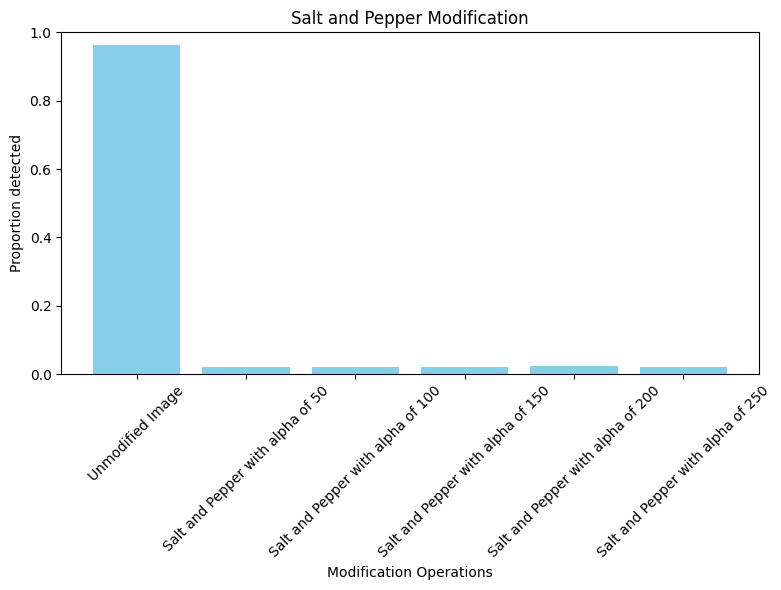 Salt and Pepper Modification
Proportion detected
1.0
0.8
0.6
0.4
0.2
0.0
Unmodified Image
Salt and Pepper with alpha of 50
Salt and Pepper with alpha of 100
Salt and Pepper with alpha of 150
Salt and Pepper with alpha of 200
Salt and Pepper with alpha of 250
Modification Operations